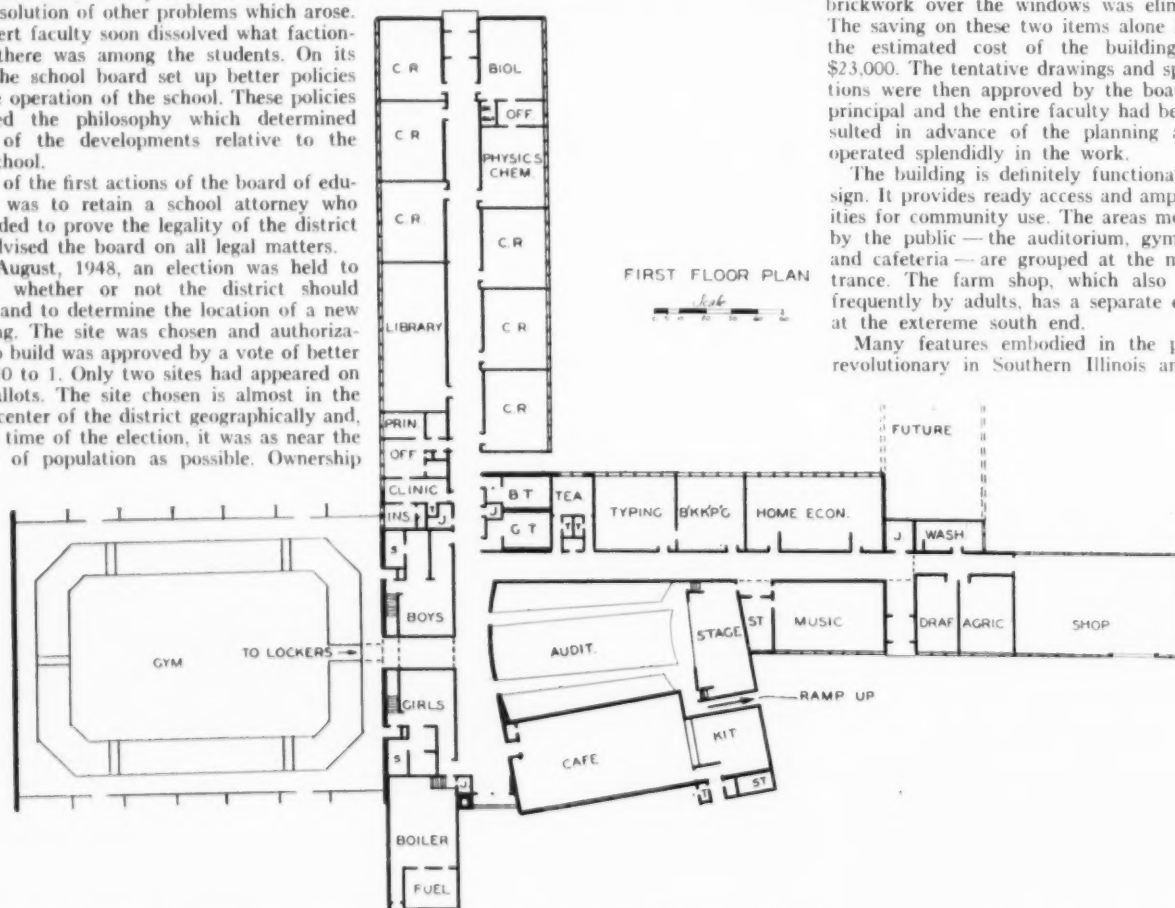 solution of other problems which arose.
ert faculty soon dissolved what faction-
there was among the students. On its
he school board set up better policies
e operation of the school. These policies
ed the philosophy which determined
of the developments relative to the
chool.
of the first actions of the board of edu-
was to retain a school attorney who
ded to prove the legality of the district
lvised the board on all legal matters.
August, 1948, an election was held to
whether or not the district should
and to determine the location of a new
ng. The site was chosen and authoriza-
o build was approved by a vote of better
0 to 1. Only two sites had appeared on
allots. The site chosen is almost in the
center of the district geographically and,
time of the election, it was as near the
of population as possible. Ownership
brickwork over the windows was elim
The saving on these two items alone
the estimated cost of the building
$23,000. The tentative drawings and sp
tions were then approved by the boa
principal and the entire faculty had be
sulted in advance of the planning a
operated splendidly in the work.
The building is definitely functional
sign. It provides ready access and amp
ities for community use. The areas mo
by the public — the auditorium, gym
and cafeteria — are grouped at the m
trance. The farm shop, which also
frequently by adults, has a separate e
at the extereme south end.
Many features embodied in the p
revolutionary in Southern Illinois an
FIRST FLOOR PLAN
Scale
C.R
BIOL
OFF.
C.R
PHYSICS
CHEM.
C.R.
C.R.
LIBRARY
C.R
C.R
PRIN.
OFF
CLINIC
INS
T
J.
J
B T
G T
TEA
T T
TYPING
B'KK'P'G
HOME ECON.
FUTURE
J.
WASH
S
BOYS
GYM
TO LOCKERS
GIRLS
S
J
BOILER
FUEL
AUDIT.
STAGE
ST
MUSIC
DRAF
AGRIC
SHOP
RAMP UP
CAFE
KIT
T
ST